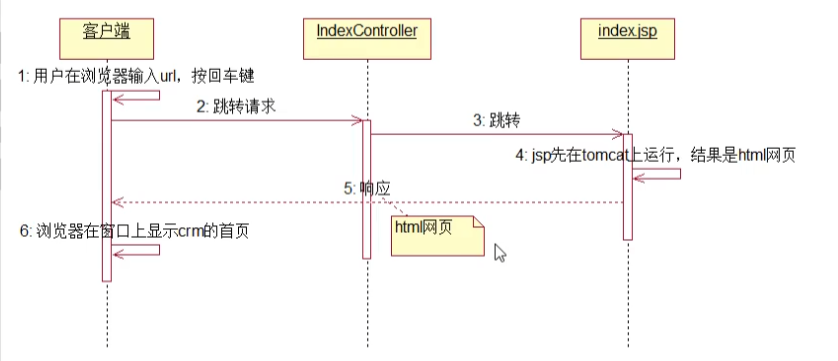 客户端
IndexController
index.jsp
1: 用户在浏览器输入url，按回车键
2: 跳转请求
3: 跳转
4: jsp先在tomcat上运行，结果是html网页
5: 响应
html网页
6: 浏览器在窗口上显示crm的首页